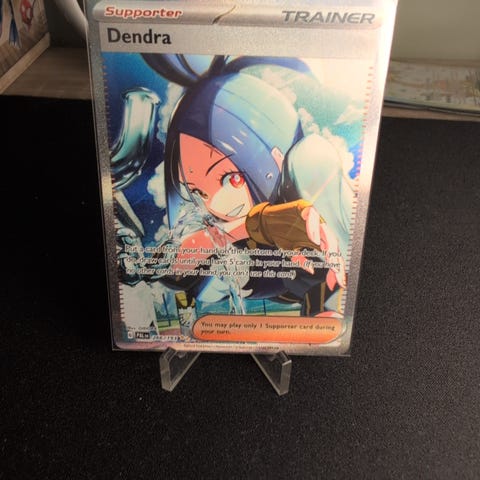 Supporter
TRAINER
Dendra
Put a card from your hand on the bottom of your deck. If you
do, draw cards until you have 5 cards in your hand. (If you have
no other cards in your hand, you can't use this card.)
You may play only 1 Supporter card during
your turn.
PAL EN